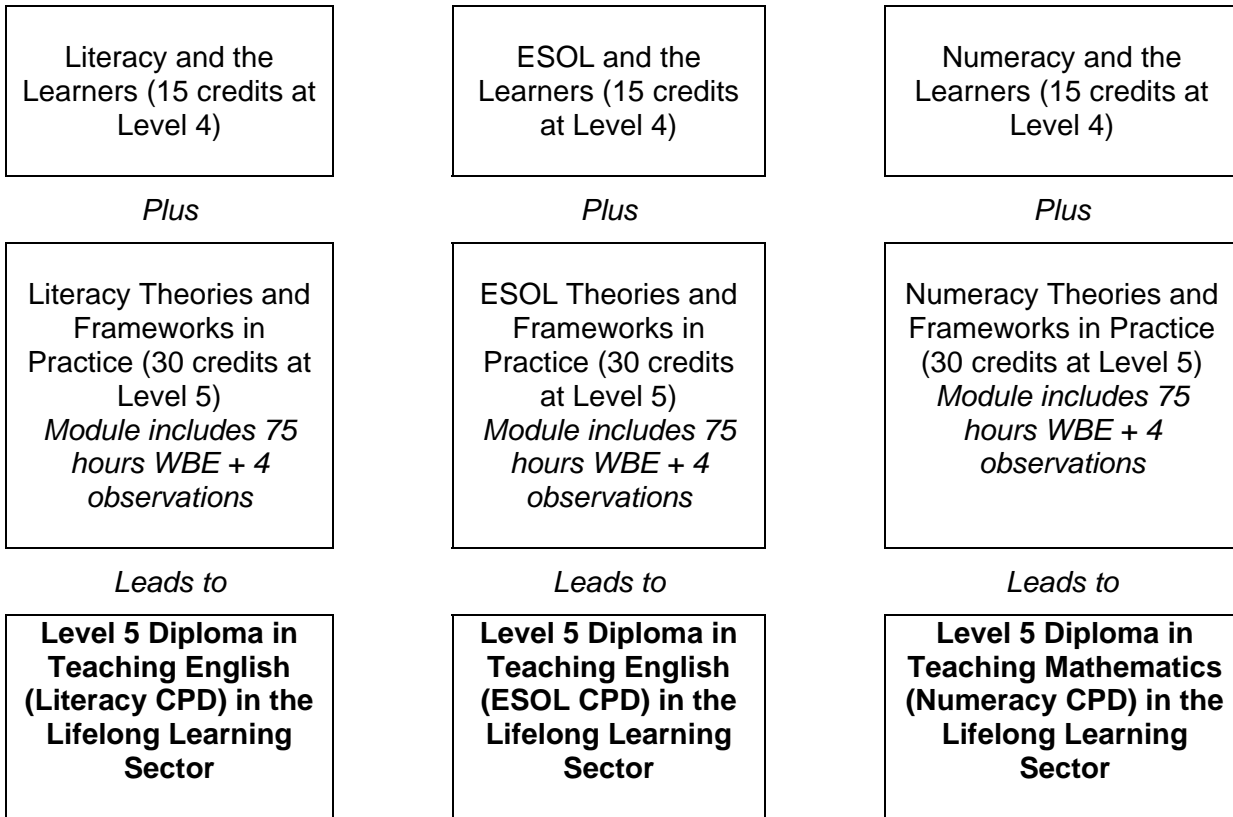 Literacy and the
Learners (15 credits at
Level 4)
ESOL and the
Learners (15 credits
at Level 4)
Numeracy and the
Learners (15 credits at
Level 4)
Plus
Plus
Plus
Literacy Theories and
Frameworks in
Practice (30 credits at
Level 5)
Module includes 75
hours WBE + 4
observations
ESOL Theories and
Frameworks in
Practice (30 credits
at Level 5)
Module includes 75
hours WBE + 4
observations
Numeracy Theories and
Frameworks in Practice
(30 credits at Level 5)
Module includes 75
hours WBE + 4
observations
Leads to
Leads to
Leads to
Level 5 Diploma in
Teaching English
(Literacy CPD) in the
Lifelong Learning
Sector
Level 5 Diploma in
Teaching English
(ESOL CPD) in the
Lifelong Learning
Sector
Level 5 Diploma in
Teaching Mathematics
(Numeracy CPD) in the
Lifelong Learning
Sector